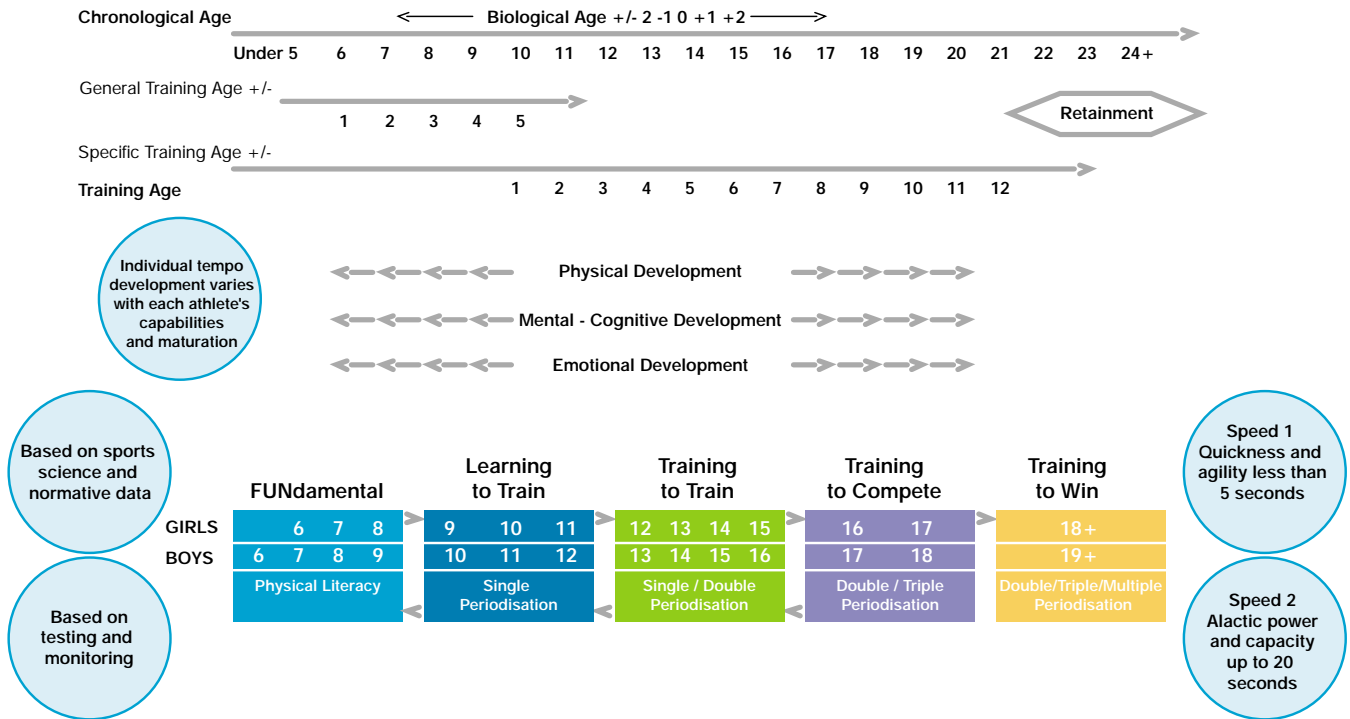 Chronological Age
Biological Age +/- 2 -1 0 +1 +2
Under 5 6 7 8 9 10 11 12 13 14 15 16 17 18 19 20 21 22 23 24+
General Training Age +/-
1 2 3 4 5
Retainment
Specific Training Age +/-
Training Age
1 2 3 4 5 6 7 8 9 10 11 12
Individual tempo
development varies
with each athlete's
capabilities
and maturation
Physical Development
Mental - Cognitive Development
Emotional Development
Based on sports
science and
normative data
Based on
testing and
monitoring
FUNdamental
Learning
to Train
Training
to Train
Training
to Compete
Training
to Win
GIRLS 6 7 8 9 10 11 12 13 14 15 16 17 18+
BOYS 6 7 8 9 10 11 12 13 14 15 16 17 18 19+
Physical Literacy
Single
Periodisation
Single / Double
Periodisation
Double / Triple
Periodisation
Double/Triple/Multiple
Periodisation
Speed 1
Quickness and
agility less than
5 seconds
Speed 2
Alactic power
and capacity
up to 20
seconds